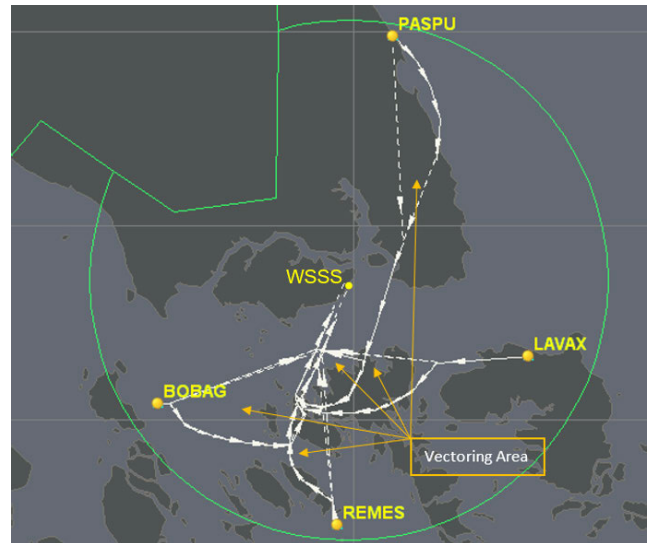 PASPU
WSSS
LAVAX
BOBAG
Vectoring Area
REMES